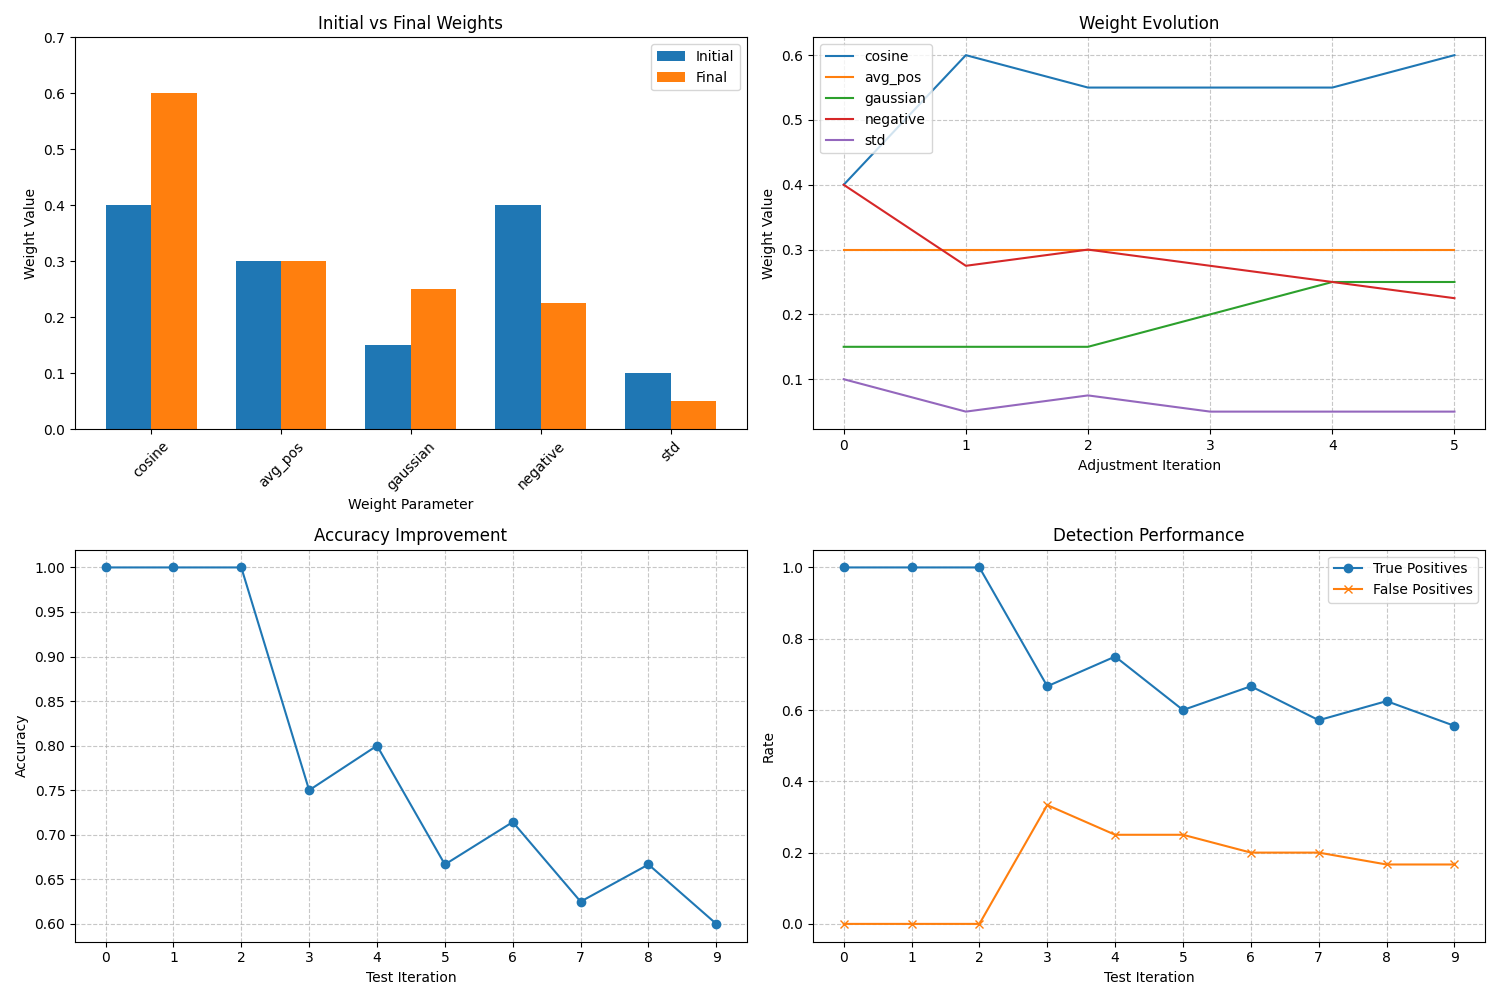 Initial vs Final Weights
0.7
0.6
0.5
0.4
0.3
0.2
0.1
0.0
Weight Value
Initial
Final
cosine
avg_pos
gaussian
negative
std
Weight Parameter
Weight Evolution
0.6
0.5
0.4
0.3
0.2
0.1
Weight Value
cosine
avg_pos
gaussian
negative
std
0 1 2 3 4 5
Adjustment Iteration
Accuracy Improvement
1.00
0.95
0.90
0.85
0.80
0.75
0.70
0.65
0.60
Accuracy
0 1 2 3 4 5 6 7 8 9
Test Iteration
Detection Performance
1.0
0.8
0.6
0.4
0.2
0.0
Rate
True Positives
False Positives
0 1 2 3 4 5 6 7 8 9
Test Iteration